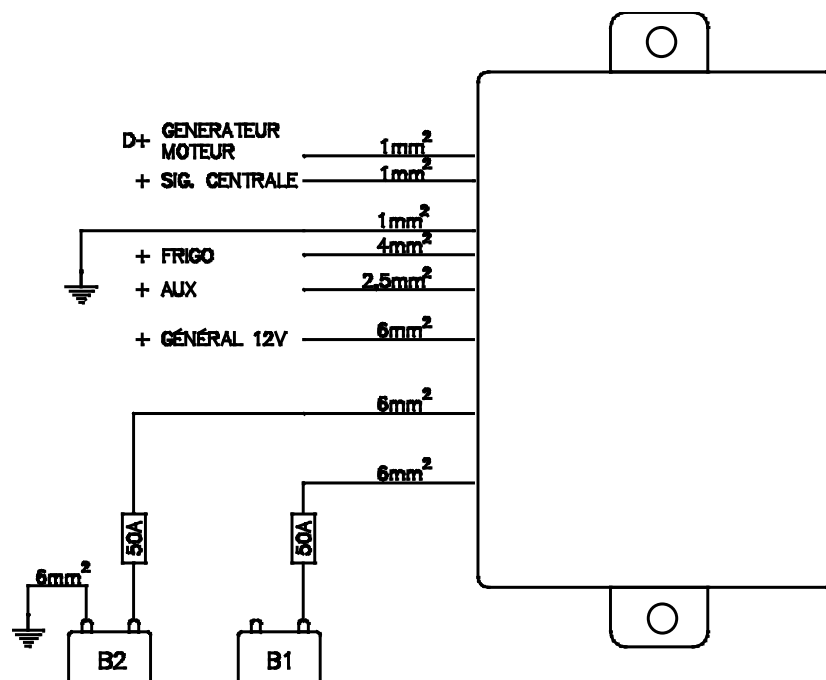 D+ GENERATEUR MOTEUR 1mm²
+ SIG. CENTRALE 1mm²
1mm²
+ FRIGO 4mm²
+ AUX 2,5mm²
+ GÉNÉRAL 12V 6mm²
6mm²
6mm²
50A 50A
6mm²
B2 B1